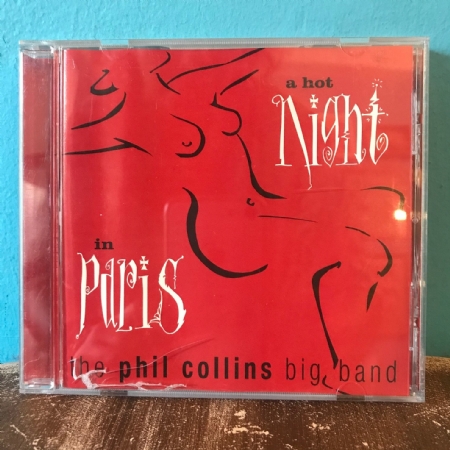 a hot
Night
in
Paris
the phil collins big band